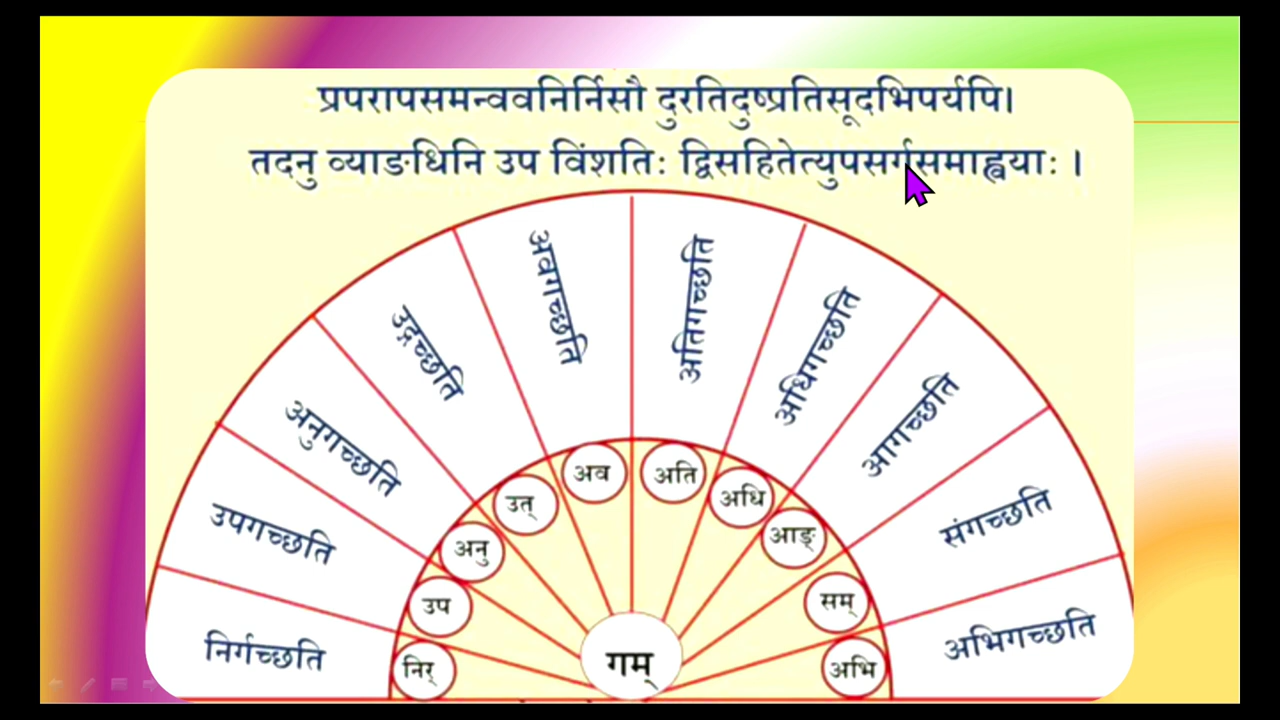 प्रपरापसमन्ववनिर्निसौ दुरतिदुष्प्रतिसूदभिपर्यपि।
तदनु व्याङधिनि उप विंशतिः द्विसहितेत्युपसर्गसमाह्वयाः ।
निर्गच्छति
उपगच्छति
अनुगच्छति
उद्गच्छति
अवगच्छति
अतिगच्छति
अधिगच्छति
आगच्छति
संगच्छति
अभिगच्छति
निर्
उप
अनु
उत्
अव
अति
अधि
आङ्
सम्
अभि
गम्